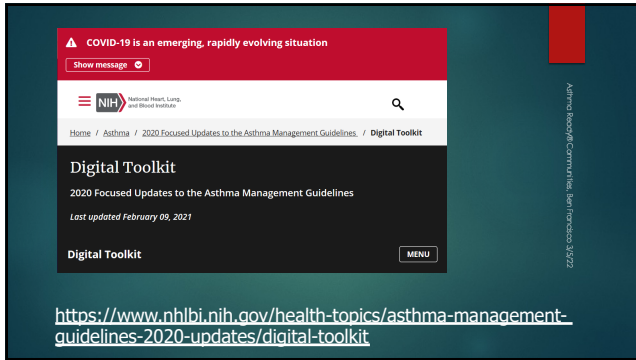 COVID-19 is an emerging, rapidly evolving situation
Show message
NIH National Heart, Lung,
and Blood Institute
Home / Asthma / 2020 Focused Updates to the Asthma Management Guidelines / Digital Toolkit
Digital Toolkit
2020 Focused Updates to the Asthma Management Guidelines
Last updated February 09, 2021
Digital Toolkit MENU
https://www.nhlbi.nih.gov/health-topics/asthma-management-
guidelines-2020-updates/digital-toolkit
Asthma Ready® Communities, Ben Francisco 3/5/22